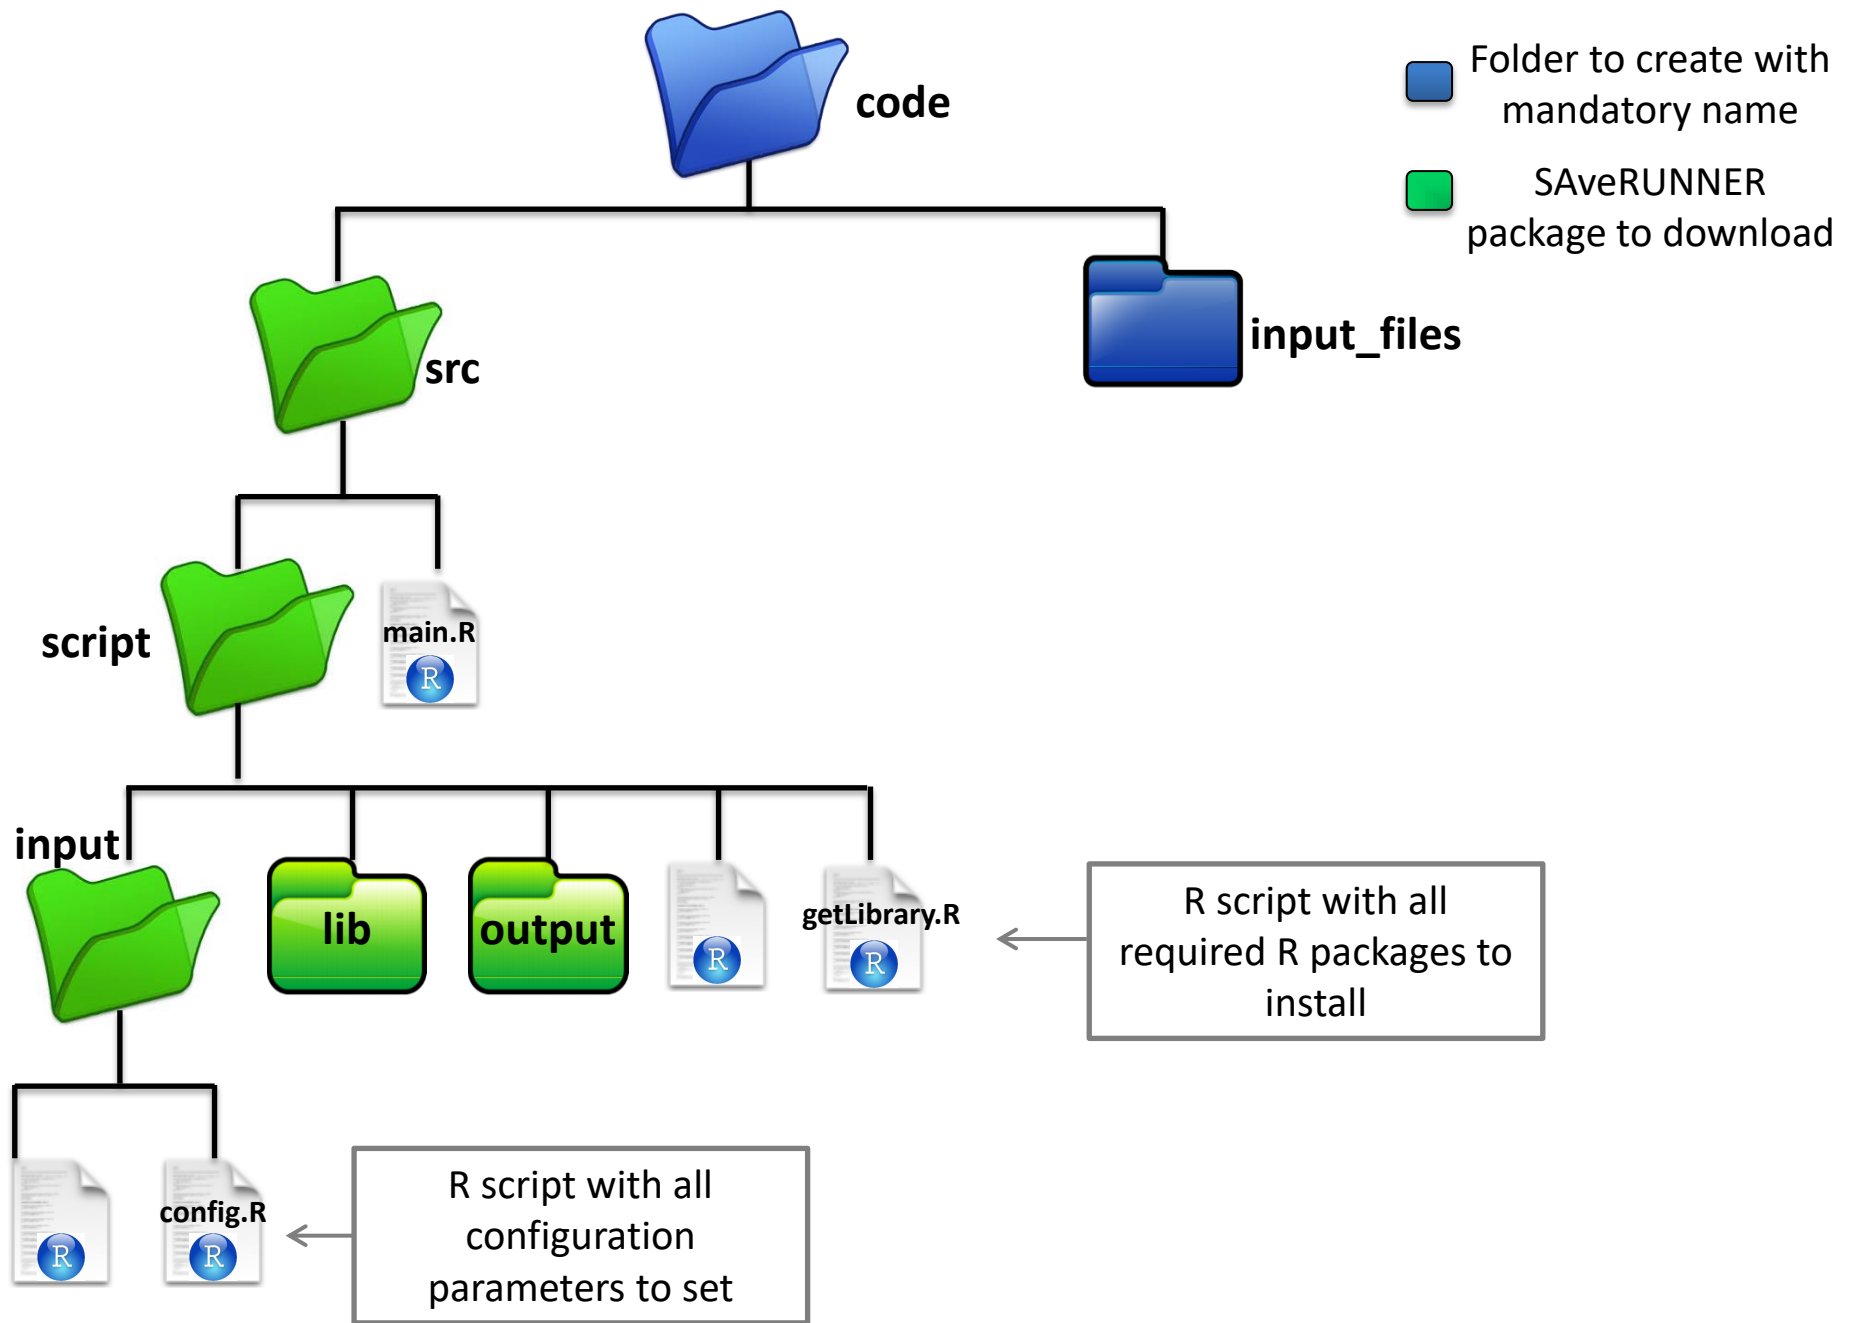 code
Folder to create with
mandatory name
SAveRUNNER
package to download
src
input_files
script
main.R
R
input
lib
output
R
getLibrary.R
R
R script with all
required R packages to
install
R
config.R
R
R script with all
configuration
parameters to set